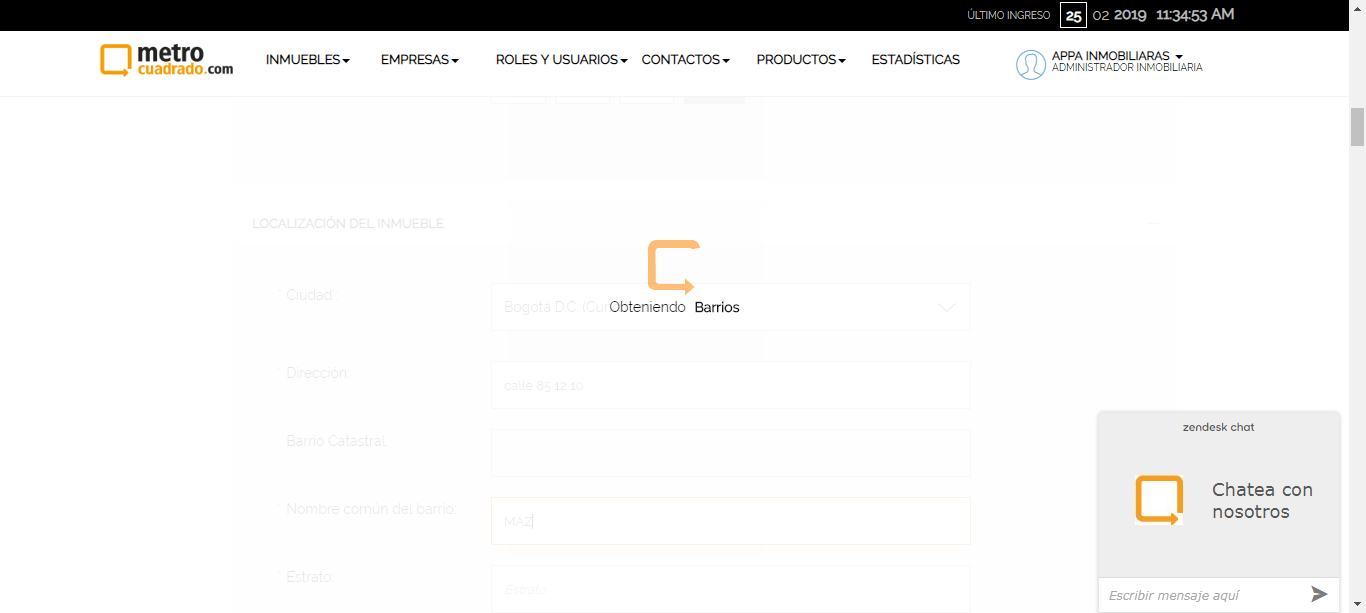 ÚLTIMO INGRESO 25 02 2019 11:34:53 AM
metro
cuadrado.com
INMUEBLES EMPRESAS ROLES Y USUARIOS CONTACTOS PRODUCTOS ESTADÍSTICAS
APPA INMOBILIARAS
ADMINISTRADOR INMOBILIARIA
LOCALIZACIÓN DEL INMUEBLE
* Ciudad:
Bogotá D.C. (Cun
Obteniendo Barrios
* Dirección:
calle 85 12 10
Barrio Catastral:
* Nombre común del barrio:
MAZ
* Estrato:
Estrato
zendesk chat
Chatea con
nosotros
Escribir mensaje aquí